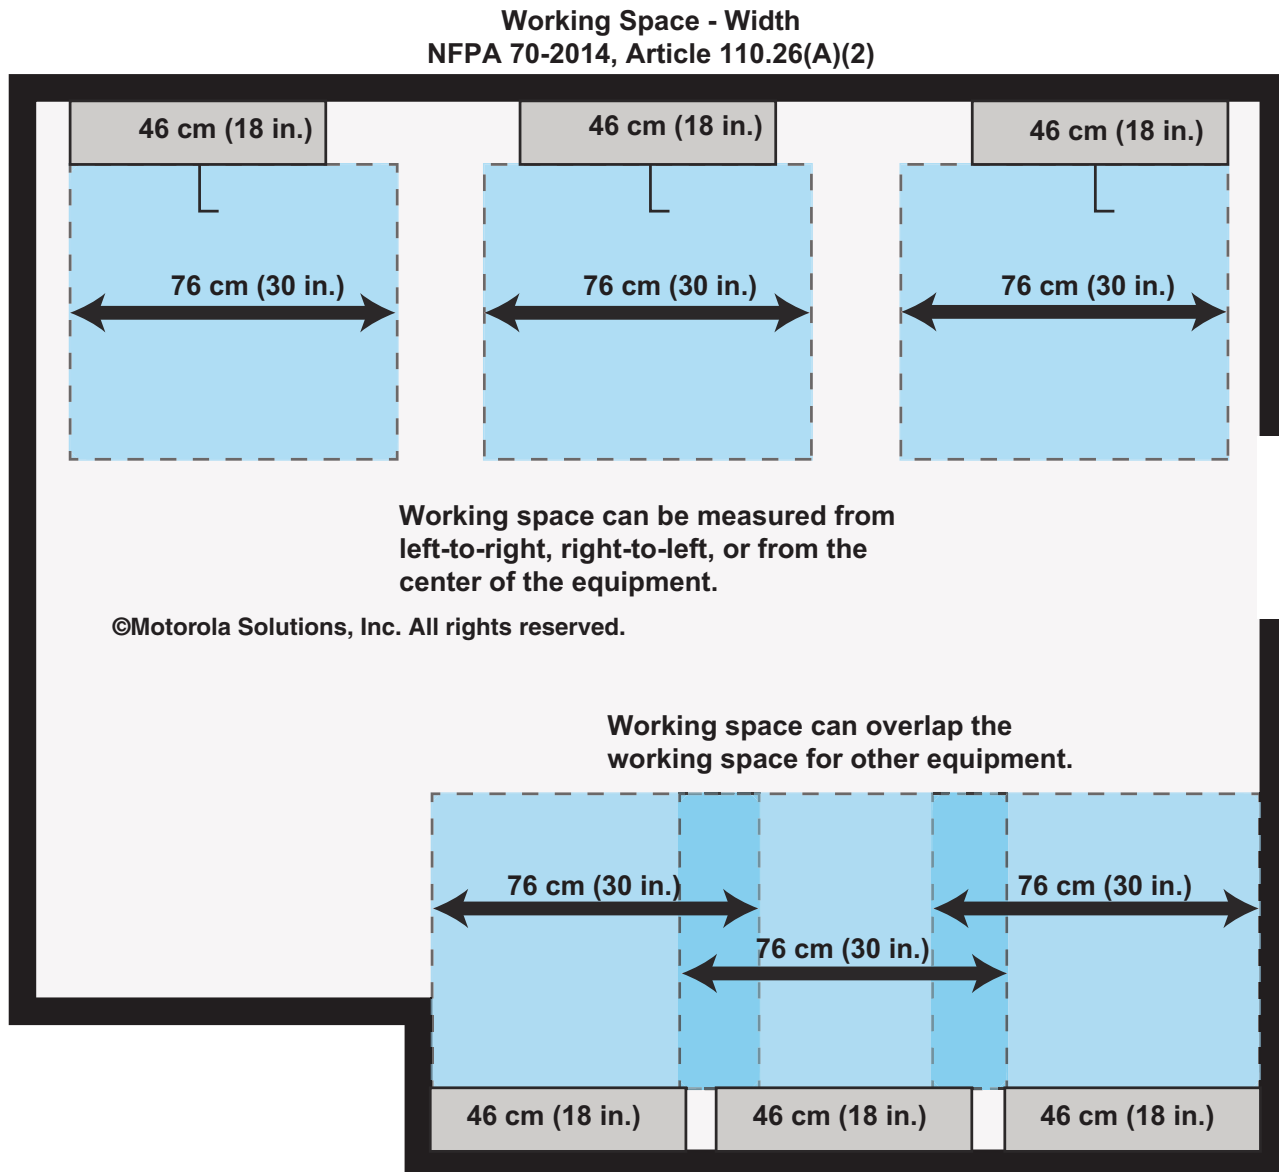 Working Space - Width
NFPA 70-2014, Article 110.26(A)(2)
46 cm (18 in.)
46 cm (18 in.)
46 cm (18 in.)
76 cm (30 in.)
76 cm (30 in.)
76 cm (30 in.)
Working space can be measured from
left-to-right, right-to-left, or from the
center of the equipment.
©Motorola Solutions, Inc. All rights reserved.
Working space can overlap the
working space for other equipment.
76 cm (30 in.)
76 cm (30 in.)
76 cm (30 in.)
46 cm (18 in.)
46 cm (18 in.)
46 cm (18 in.)